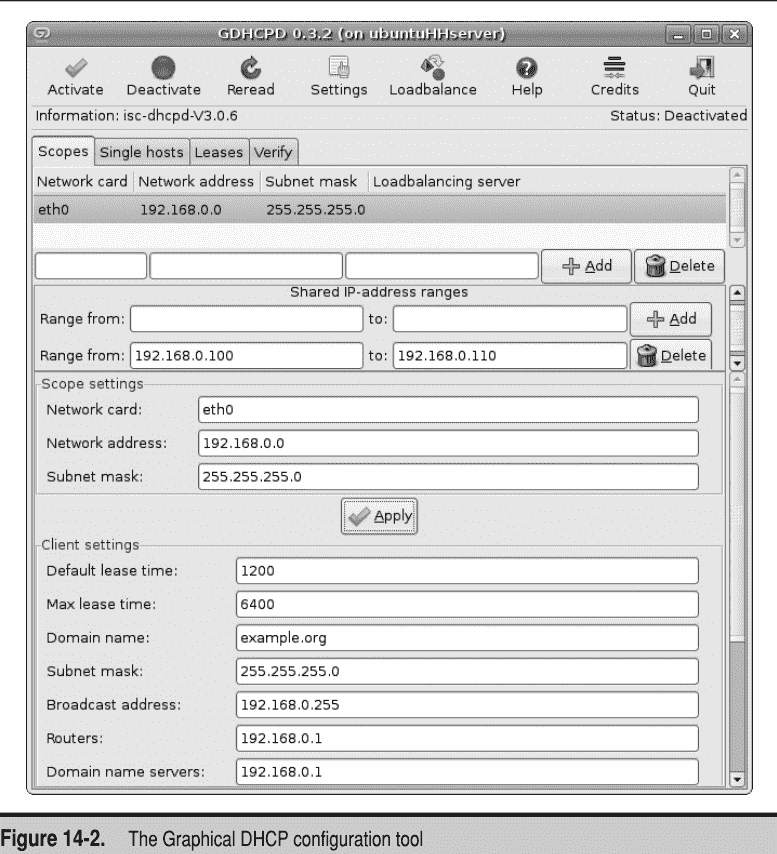 GDHCPD 0.3.2 (on ubuntuHHserver)
Activate Deactivate Reread Settings Loadbalance Help Credits Quit
Information: isc-dhcpd-V3.0.6 Status: Deactivated
Scopes Single hosts Leases Verify
Network card Network address Subnet mask Loadbalancing server
eth0 192.168.0.0 255.255.255.0
Add Delete
Shared IP-address ranges
Range from: to: Add
Range from: 192.168.0.100 to: 192.168.0.110 Delete
Scope settings
Network card: eth0
Network address: 192.168.0.0
Subnet mask: 255.255.255.0
Apply
Client settings
Default lease time: 1200
Max lease time: 6400
Domain name: example.org
Subnet mask: 255.255.255.0
Broadcast address: 192.168.0.255
Routers: 192.168.0.1
Domain name servers: 192.168.0.1
Figure 14-2. The Graphical DHCP configuration tool